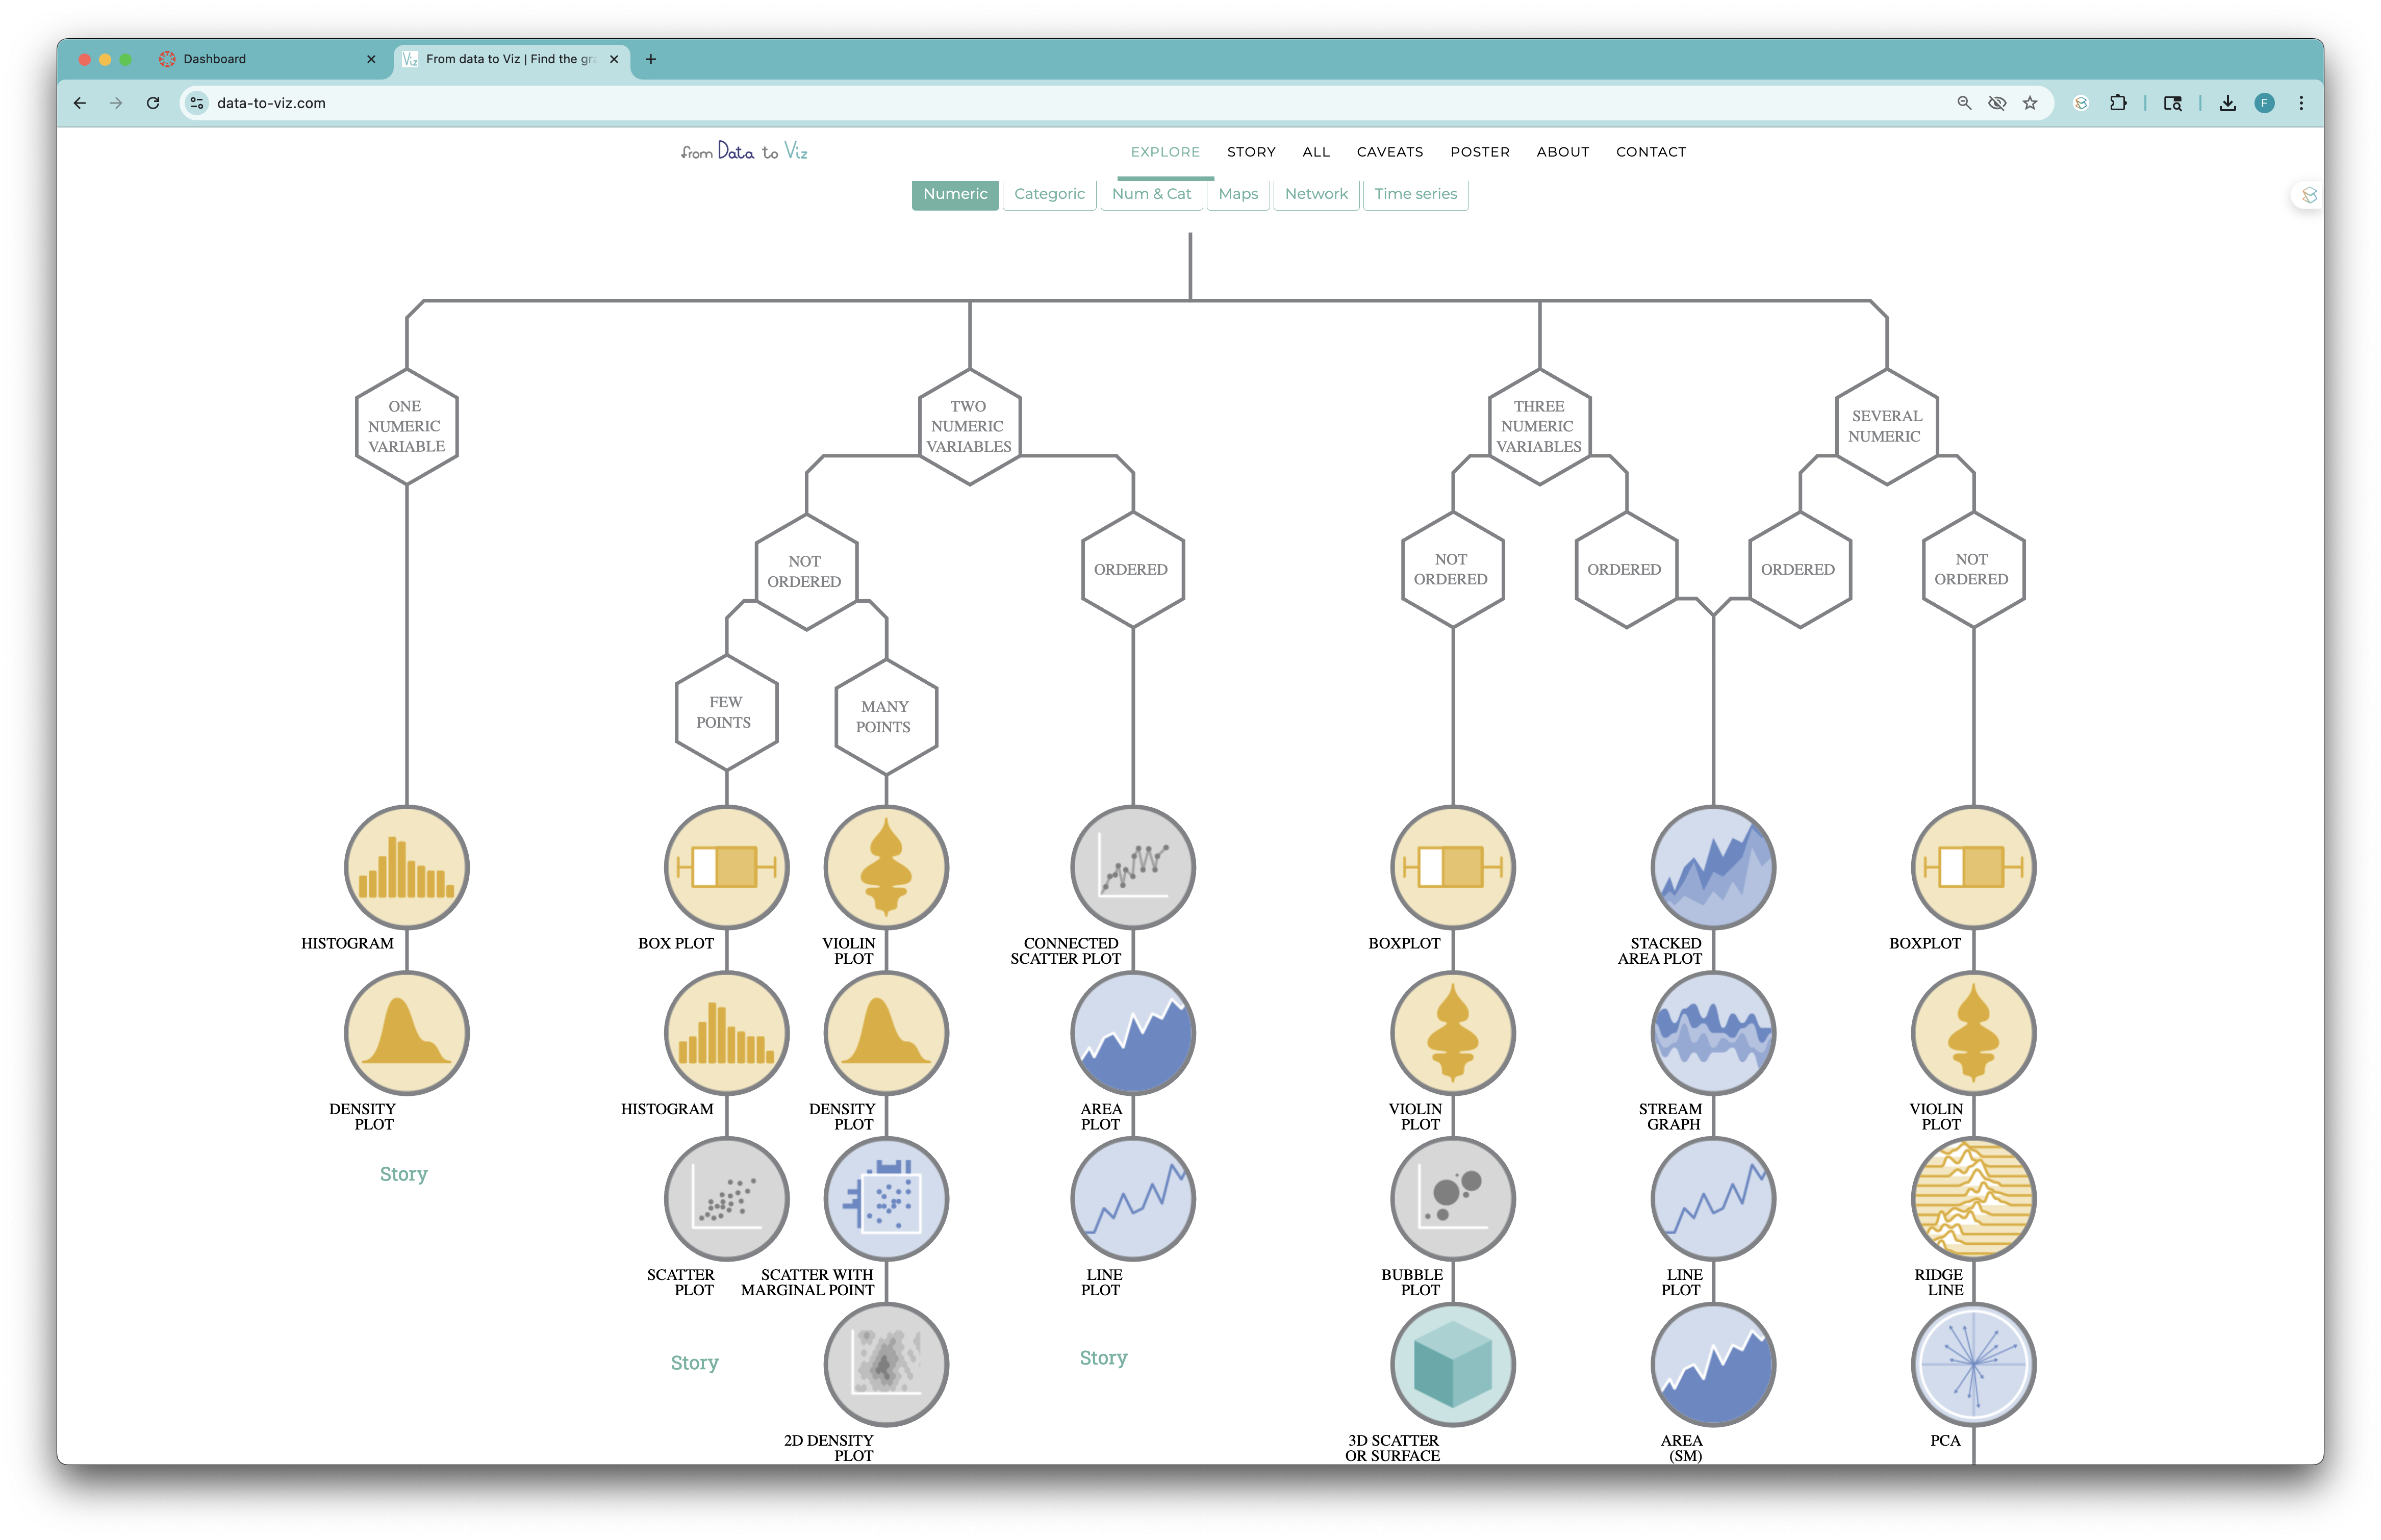 Dashboard
From data to Viz | Find the gra
data-to-viz.com
F
from Data to Viz
EXPLORE STORY ALL CAVEATS POSTER ABOUT CONTACT
Numeric Categoric Num & Cat Maps Network Time series
ONE
NUMERIC
VARIABLE
TWO
NUMERIC
VARIABLES
THREE
NUMERIC
VARIABLES
SEVERAL
NUMERIC
NOT
ORDERED
ORDERED
NOT
ORDERED
ORDERED
ORDERED
NOT
ORDERED
FEW
POINTS
MANY
POINTS
HISTOGRAM
BOX PLOT
VIOLIN
PLOT
CONNECTED
SCATTER PLOT
BOXPLOT
STACKED
AREA PLOT
BOXPLOT
DENSITY
PLOT
HISTOGRAM
DENSITY
PLOT
AREA
PLOT
VIOLIN
PLOT
STREAM
GRAPH
VIOLIN
PLOT
Story
SCATTER
PLOT
SCATTER WITH
MARGINAL POINT
LINE
PLOT
BUBBLE
PLOT
LINE
PLOT
RIDGE
LINE
Story
Story
2D DENSITY
PLOT
3D SCATTER
OR SURFACE
AREA
(SM)
PCA